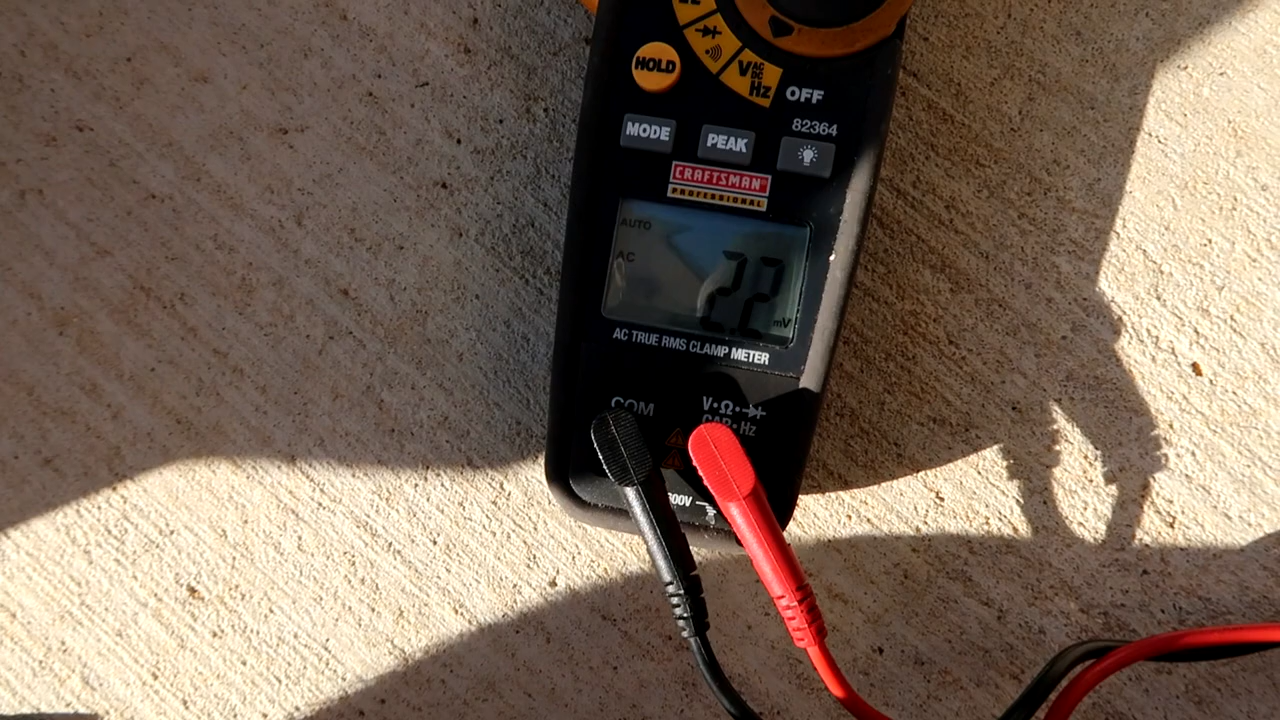 HOLD
V AC DC Hz
OFF
82364
MODE
PEAK
CRAFTSMAN®
PROFESSIONAL
AUTO
AC
2.2
mV
AC TRUE RMS CLAMP METER
COM
V•Ω•
CAP•Hz
600V